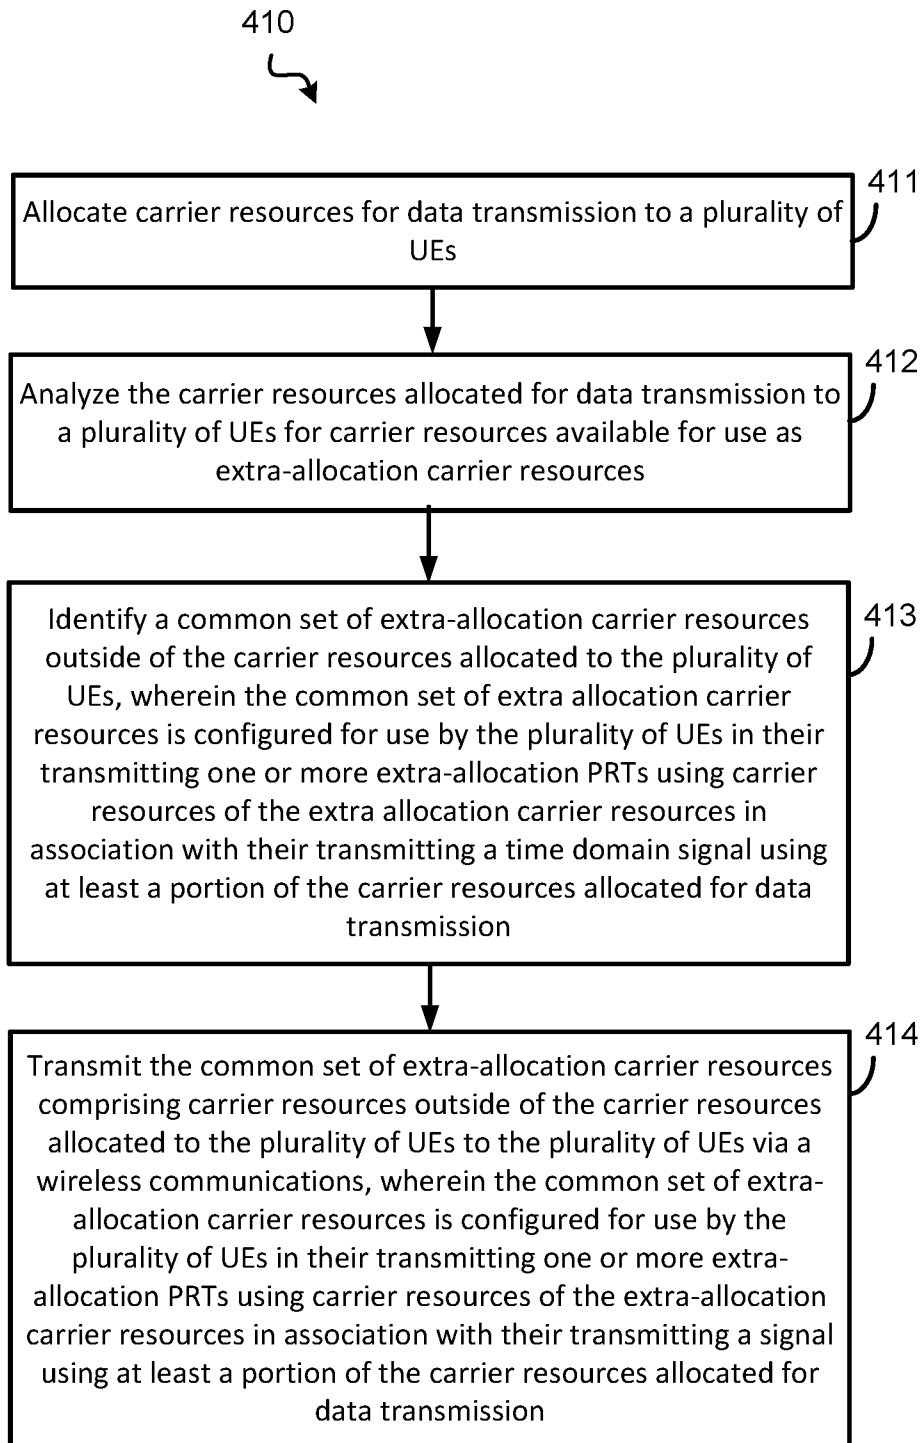 410
411
Allocate carrier resources for data transmission to a plurality of
UEs
412
Analyze the carrier resources allocated for data transmission to
a plurality of UEs for carrier resources available for use as
extra-allocation carrier resources
413
Identify a common set of extra-allocation carrier resources
outside of the carrier resources allocated to the plurality of
UEs, wherein the common set of extra allocation carrier
resources is configured for use by the plurality of UEs in their
transmitting one or more extra-allocation PRTs using carrier
resources of the extra allocation carrier resources in
association with their transmitting a time domain signal using
at least a portion of the carrier resources allocated for data
transmission
414
Transmit the common set of extra-allocation carrier resources
comprising carrier resources outside of the carrier resources
allocated to the plurality of UEs to the plurality of UEs via a
wireless communications, wherein the common set of extra-
allocation carrier resources is configured for use by the
plurality of UEs in their transmitting one or more extra-
allocation PRTs using carrier resources of the extra-allocation
carrier resources in association with their transmitting a signal
using at least a portion of the carrier resources allocated for
data transmission